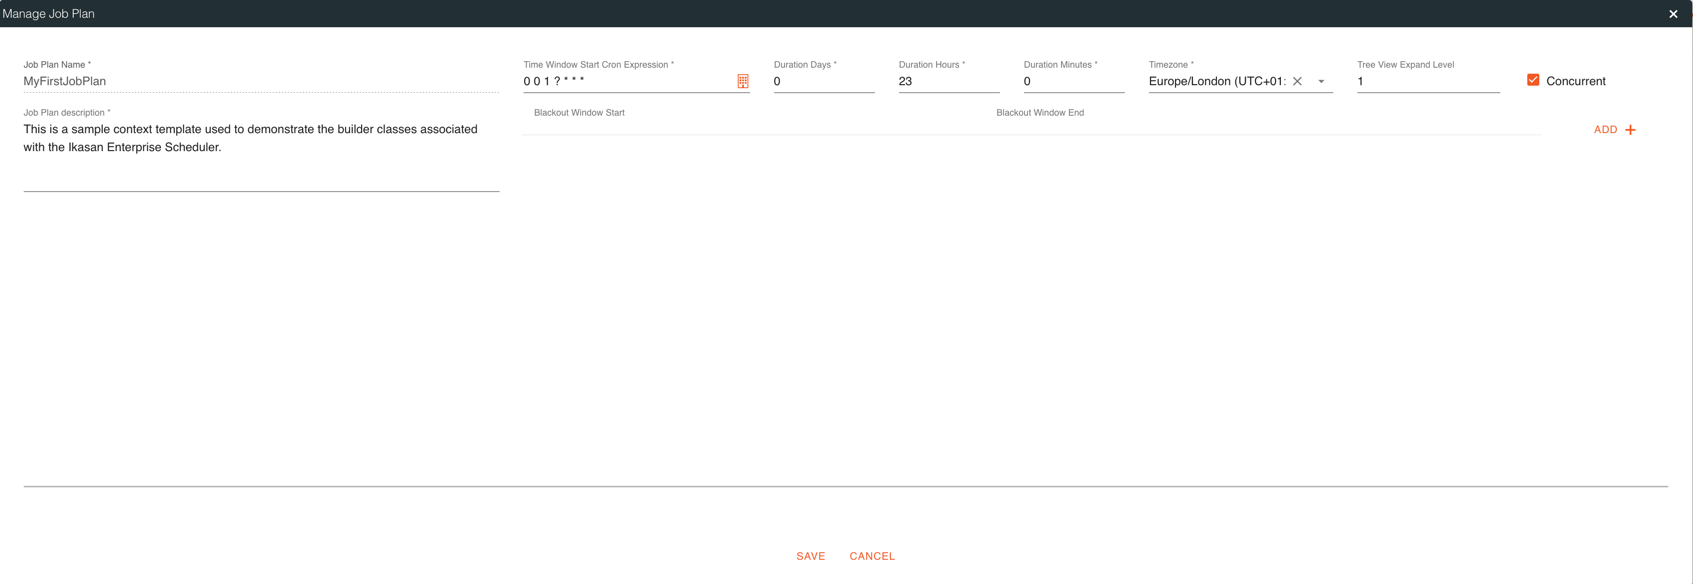 Manage Job Plan
Job Plan Name *
MyFirstJobPlan
Time Window Start Cron Expression *
0 0 1 ? * * *
Duration Days *
0
Duration Hours *
23
Duration Minutes *
0
Timezone *
Europe/London (UTC+01:
Tree View Expand Level
1
Concurrent
Job Plan description *
This is a sample context template used to demonstrate the builder classes associated
with the Ikasan Enterprise Scheduler.
Blackout Window Start
Blackout Window End
ADD +
SAVE
CANCEL